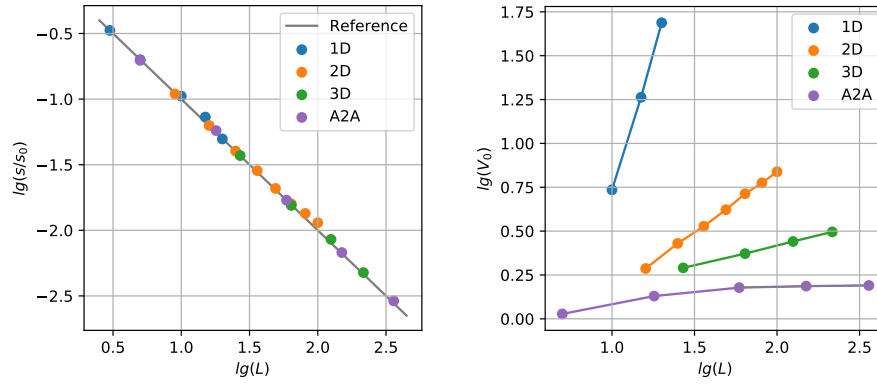 Reference
1D
2D
3D
A2A
−0.5
−1.0
−1.5
−2.0
−2.5
lg(s/s₀)
0.5
1.0
1.5
2.0
2.5
lg(L)
1D
2D
3D
A2A
1.75
1.50
1.25
1.00
0.75
0.50
0.25
0.00
lg(V₀)
1.0
1.5
2.0
2.5
lg(L)